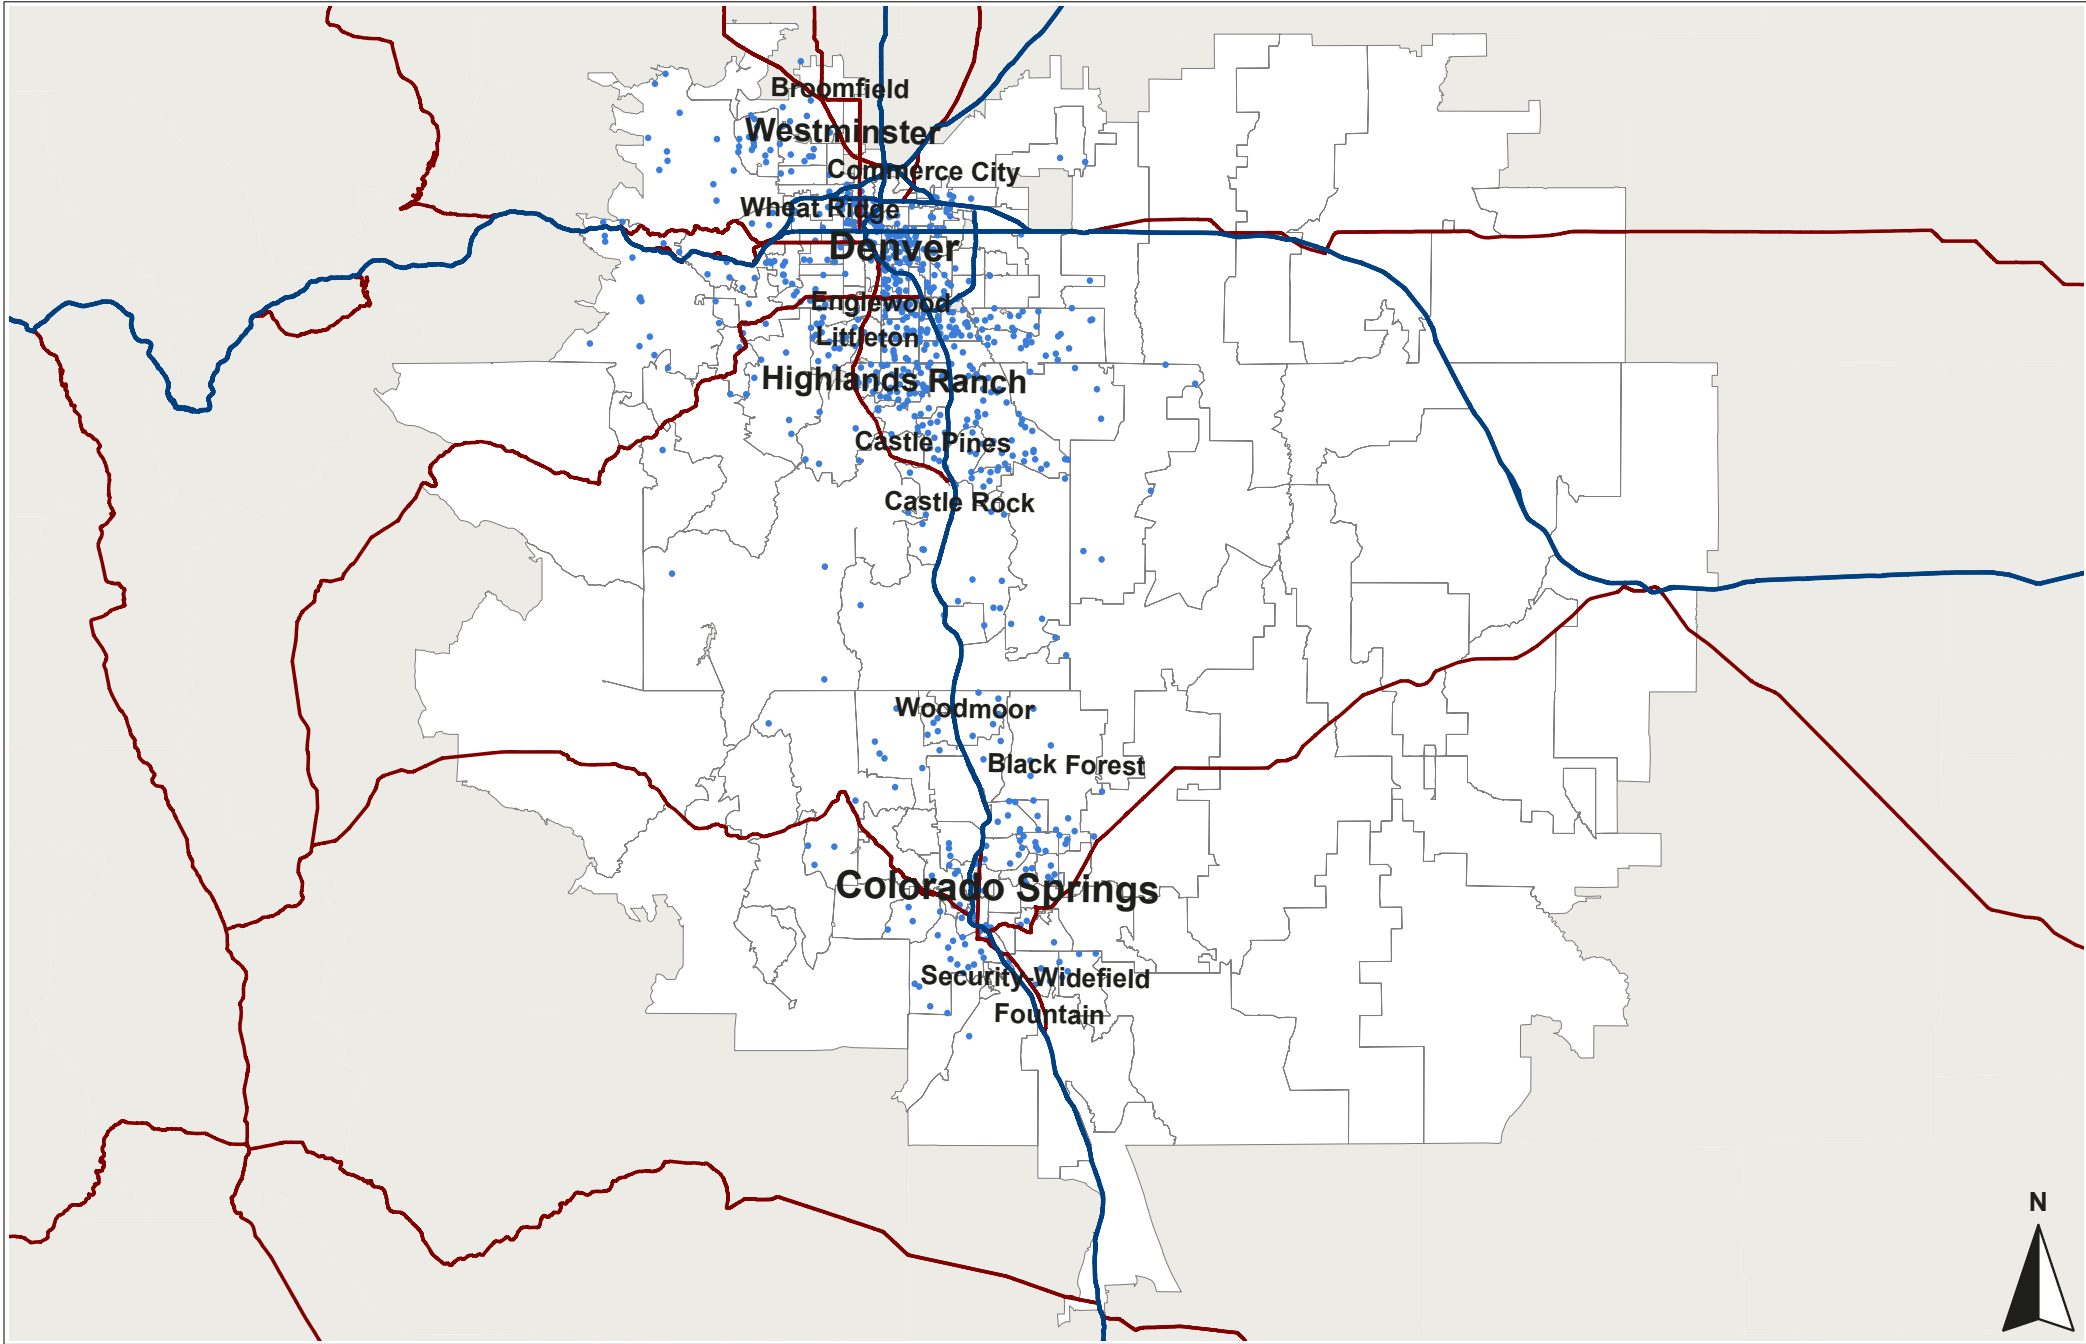 Broomfield
Westminster
Commerce City
Wheat Ridge
Denver
Englewood
Littleton
Highlands Ranch
Castle Pines
Castle Rock
Woodmoor
Black Forest
Colorado Springs
Security-Widefield
Fountain
N